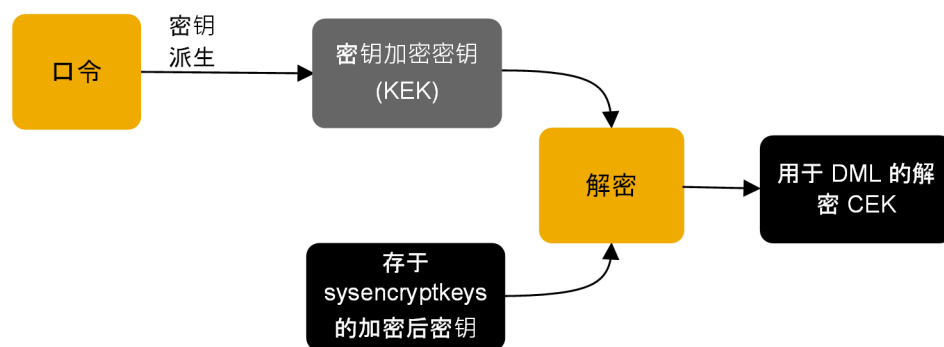 口令
密钥
派生
密钥加密密钥
(KEK)
解密
用于 DML 的解
密 CEK
存于
sysencryptkeys
的加密后密钥